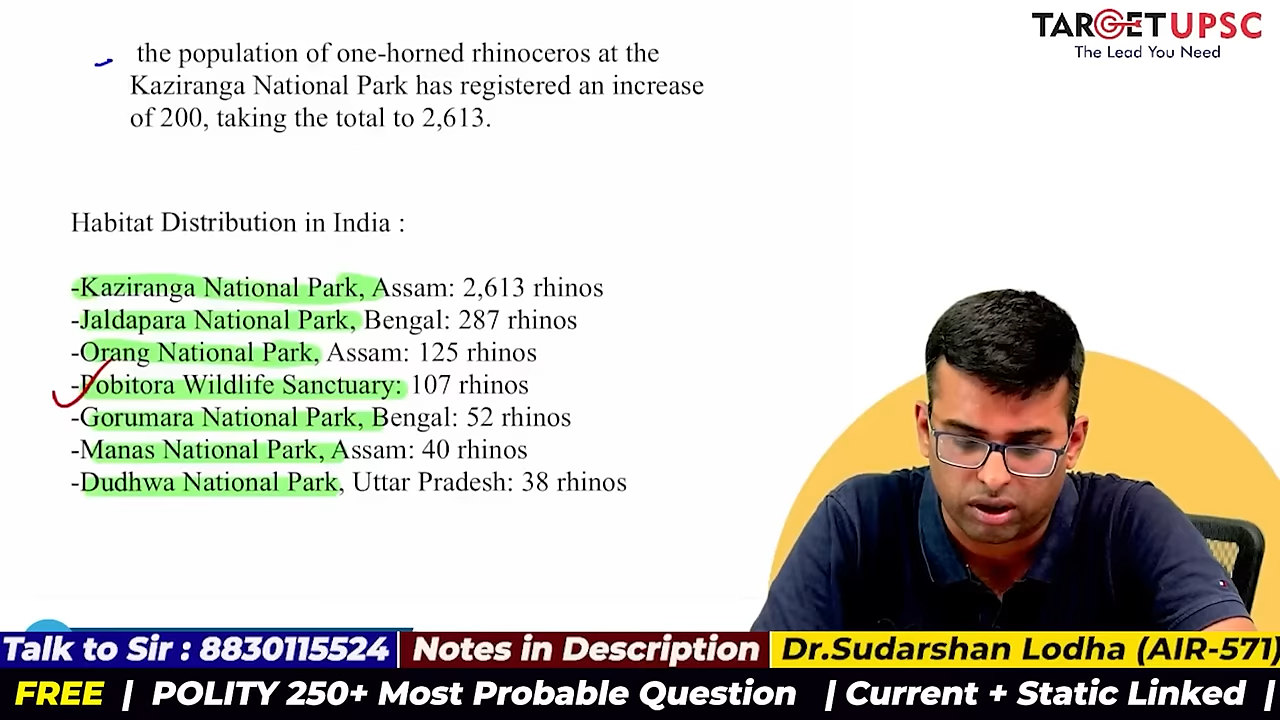 TARGETUPSC
The Lead You Need
the population of one-horned rhinoceros at the
Kaziranga National Park has registered an increase
of 200, taking the total to 2,613.
Habitat Distribution in India :
-Kaziranga National Park, Assam: 2,613 rhinos
-Jaldapara National Park, Bengal: 287 rhinos
-Orang National Park, Assam: 125 rhinos
-Pobitora Wildlife Sanctuary: 107 rhinos
-Gorumara National Park, Bengal: 52 rhinos
-Manas National Park, Assam: 40 rhinos
-Dudhwa National Park, Uttar Pradesh: 38 rhinos
Talk to Sir : 8830115524 Notes in Description Dr.Sudarshan Lodha (AIR-571)
FREE | POLITY 250+ Most Probable Question | Current + Static Linked |